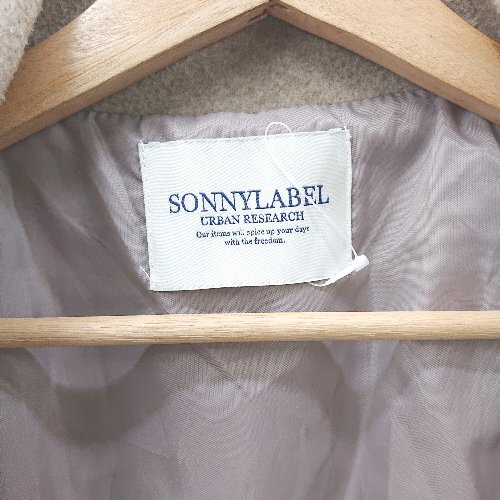 SONNYLABEL
URBAN RESEARCH
Our items will spice up your days
with the freedom.